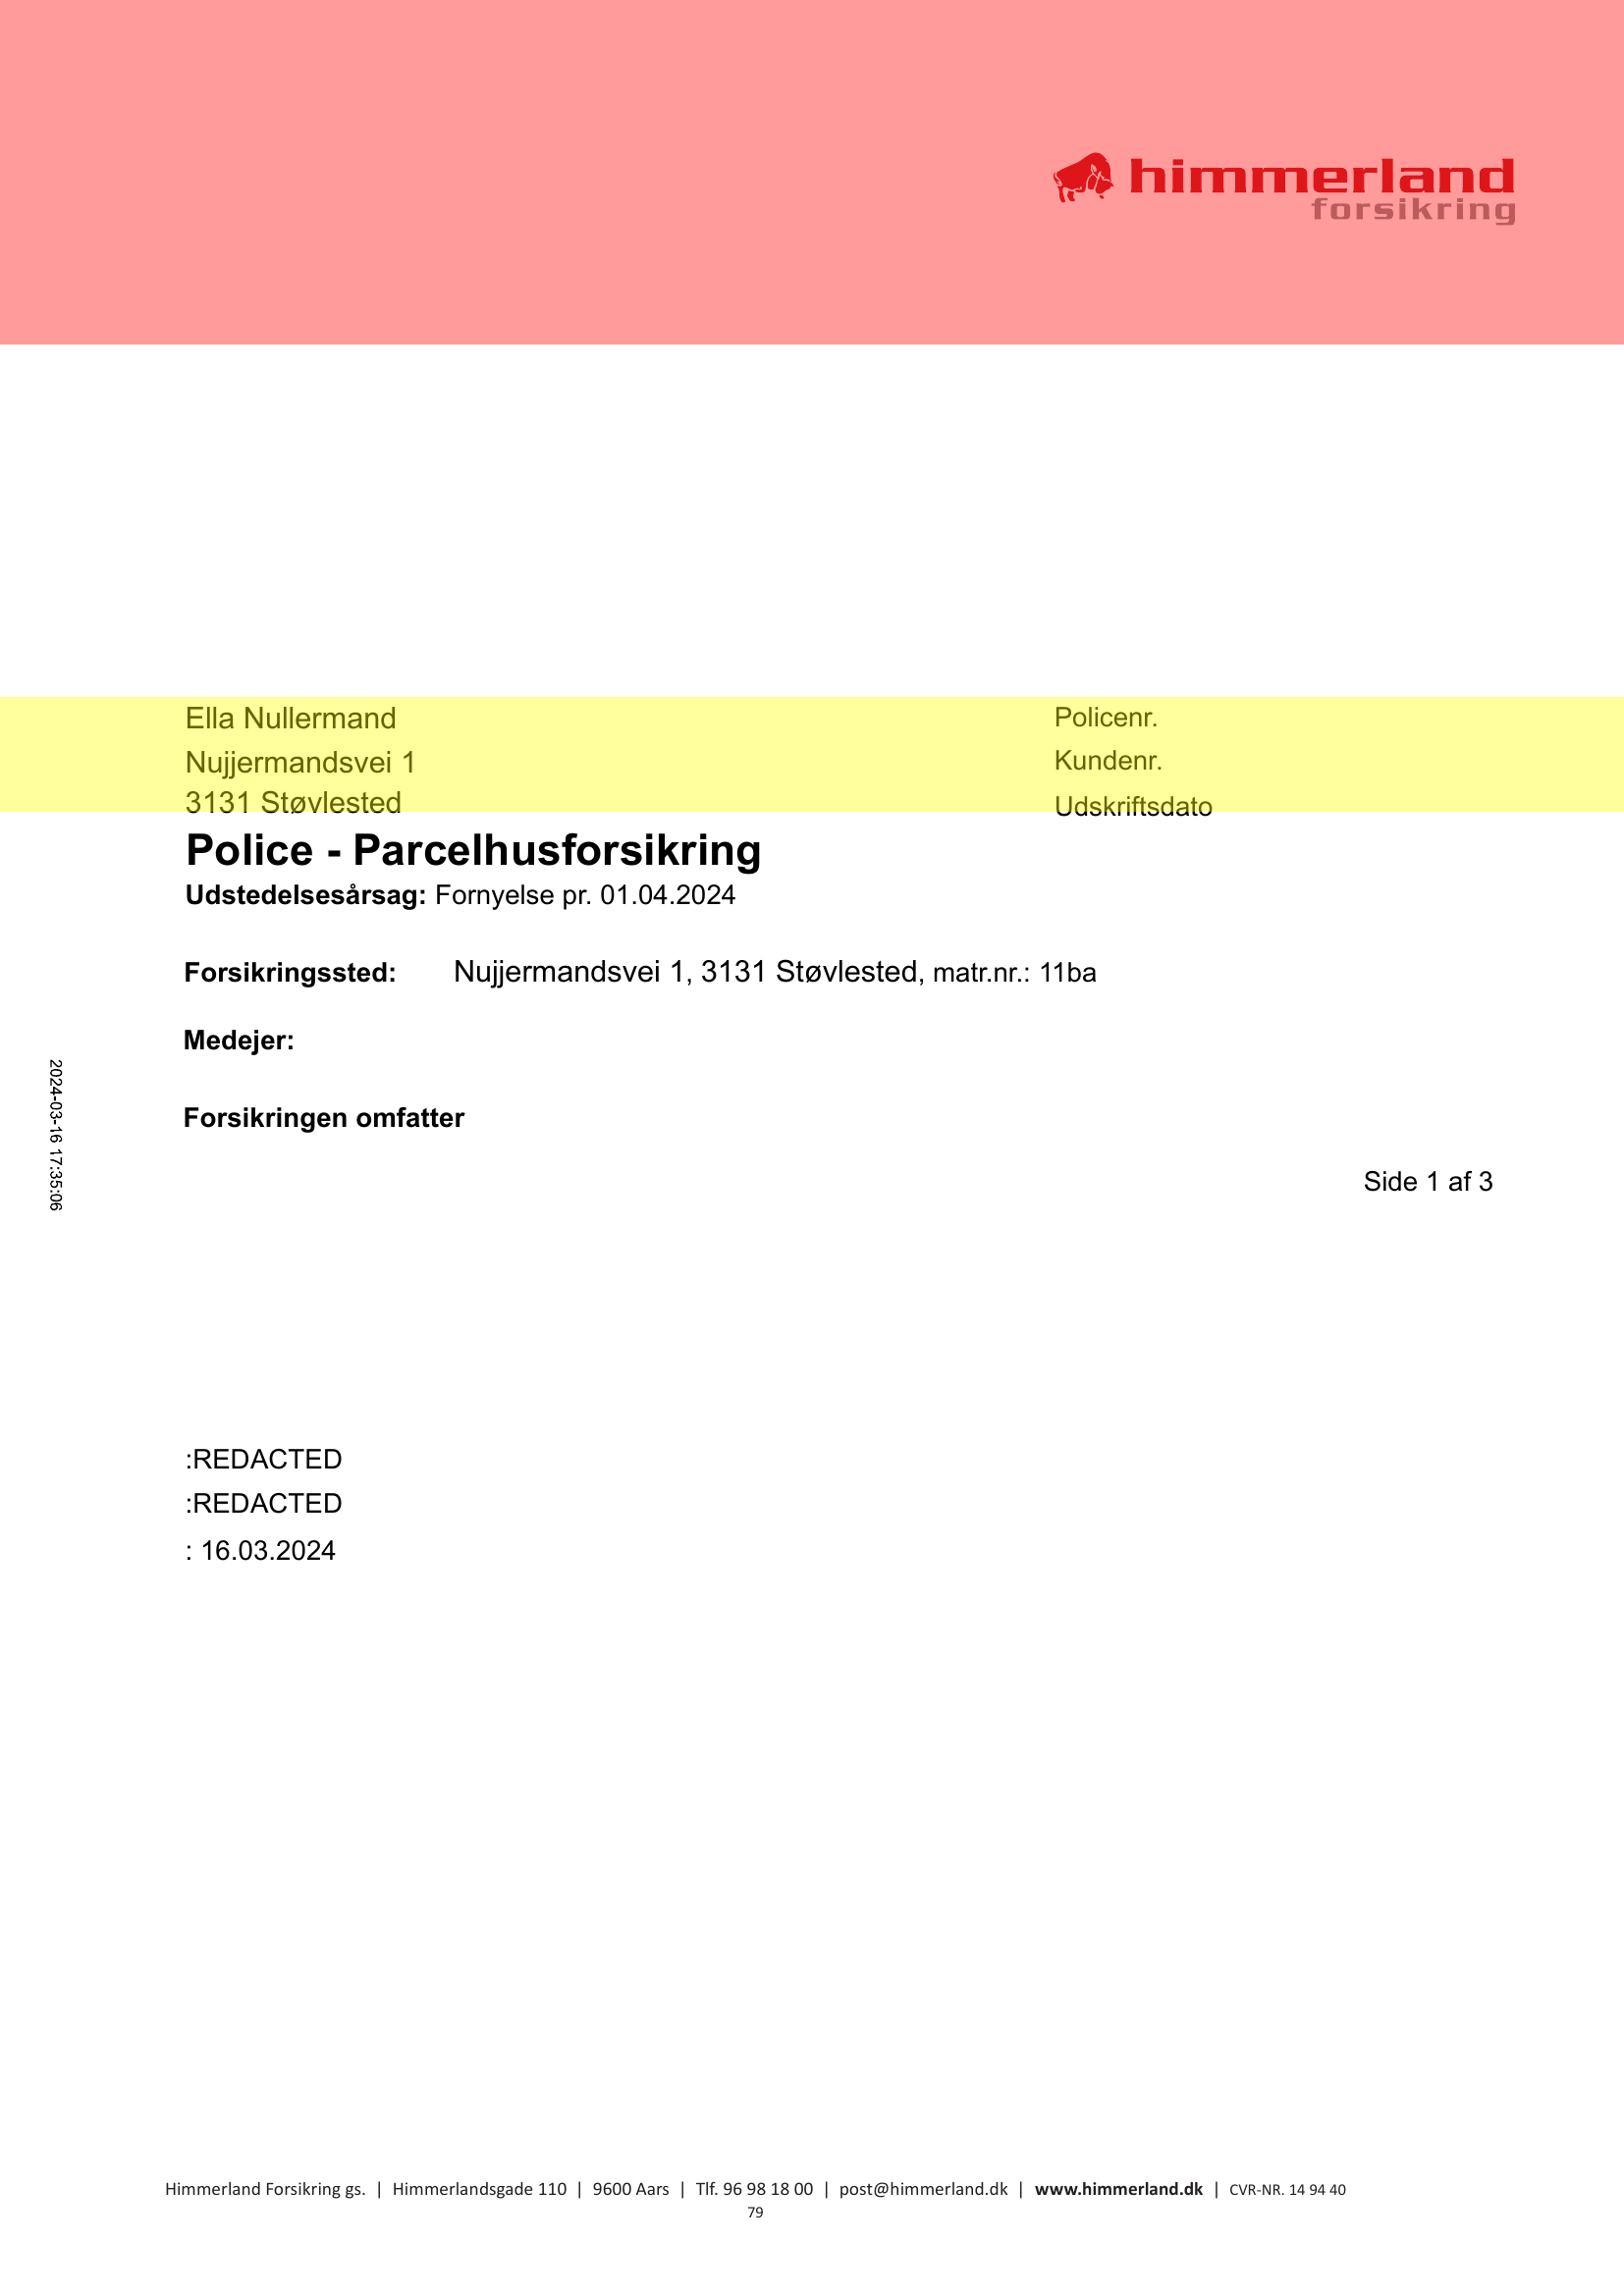 himmerland
forsikring
Ella Nullermand
Nujjermandsvei 1
3131 Støvlested
Policenr.
Kundenr.
Udskriftsdato
Police - Parcelhusforsikring
Udstedelsesårsag: Fornyelse pr. 01.04.2024
Forsikringssted: Nujjermandsvei 1, 3131 Støvlested, matr.nr.: 11ba
Medejer:
Forsikringen omfatter
2024-03-16 17:35:06
Side 1 af 3
:REDACTED
:REDACTED
: 16.03.2024
Himmerland Forsikring gs. | Himmerlandsgade 110 | 9600 Aars | Tlf. 96 98 18 00 | post@himmerland.dk | www.himmerland.dk | CVR-NR. 14 94 40
79